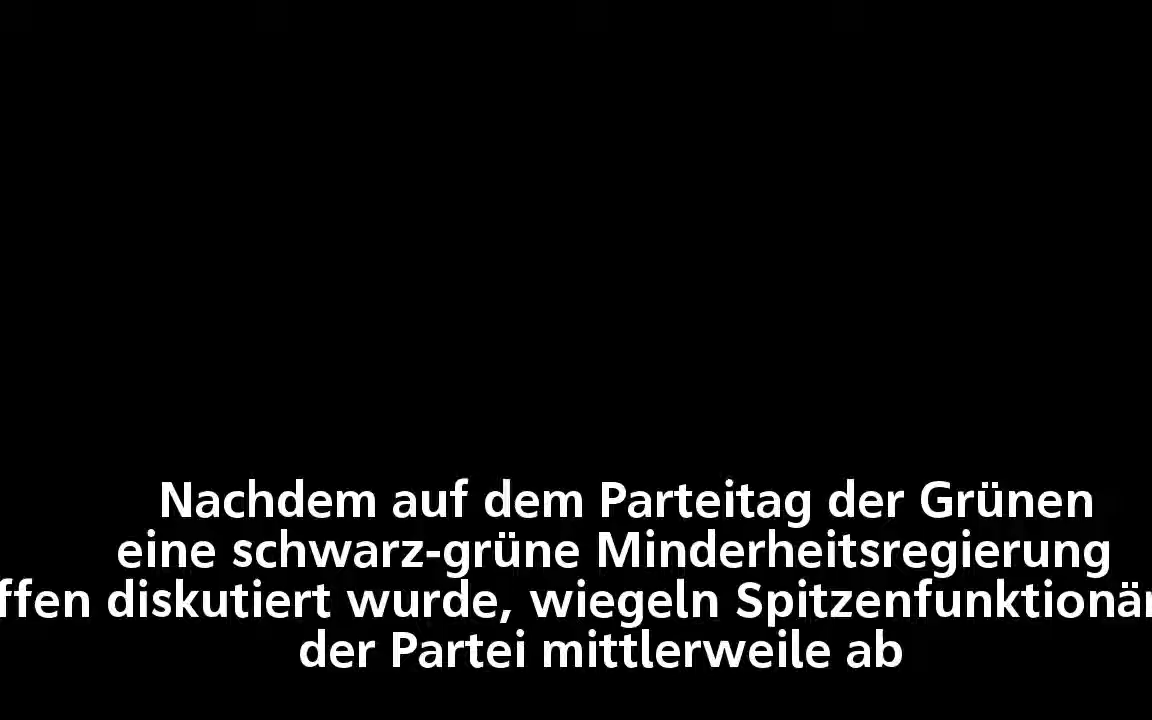 Nachdem auf dem Parteitag der Grünen
eine schwarz-grüne Minderheitsregierung
ffen diskutiert wurde, wiegeln Spitzenfunktionär
der Partei mittlerweile ab